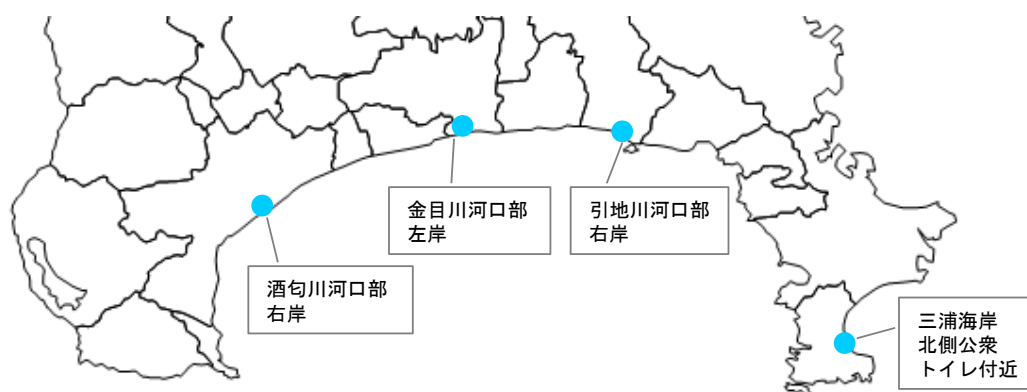 金目川河口部
左岸
引地川河口部
右岸
酒匂川河口部
右岸
三浦海岸
北側公衆
トイレ付近